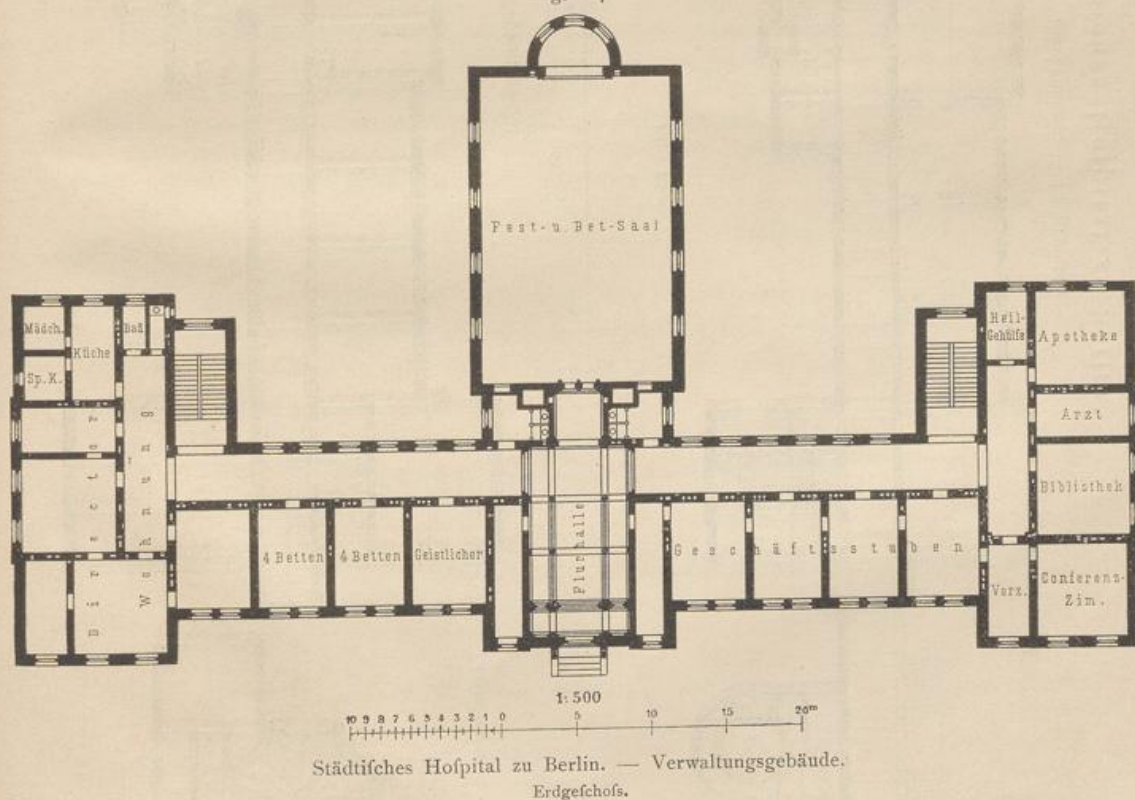 Fest- u. Bet-Saal
Mädch.
Küche
Bad
Sp. K.
Director
Wohnung
Heil-
Gehülfe
Apotheke
Arzt
Bibliothek
4 Betten
4 Betten
Geistlicher
Flurhalle
Geschäftsstuben
Vorz.
Conferenz-
Zim.
1:500
10 9 8 7 6 5 4 3 2 1 0 5 10 15 20m
Städtiſches Hoſpital zu Berlin. — Verwaltungsgebäude.
Erdgeſchoſs.